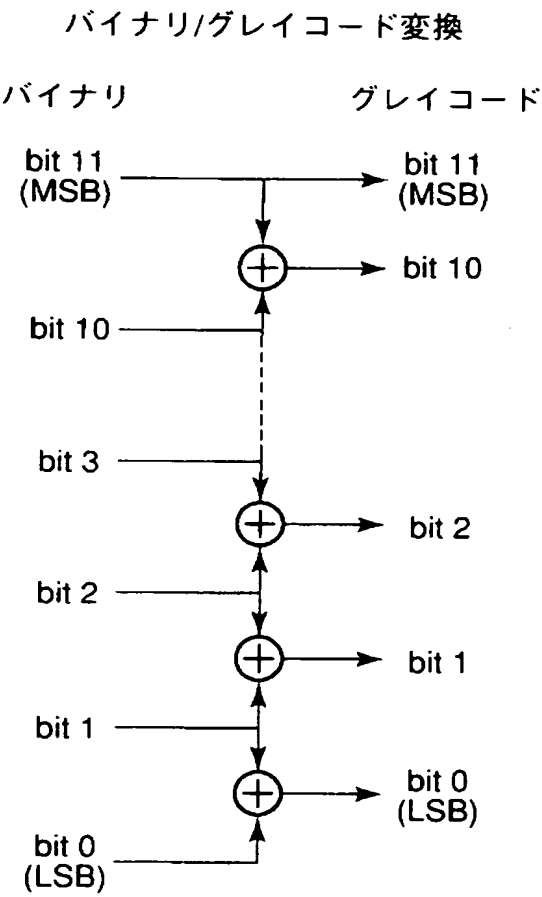 バイナリ/グレイコード変換
バイナリ
グレイコード
bit 11
(MSB)
bit 11
(MSB)
bit 10
bit 10
bit 3
bit 2
bit 2
bit 1
bit 1
bit 0
(LSB)
bit 0
(LSB)